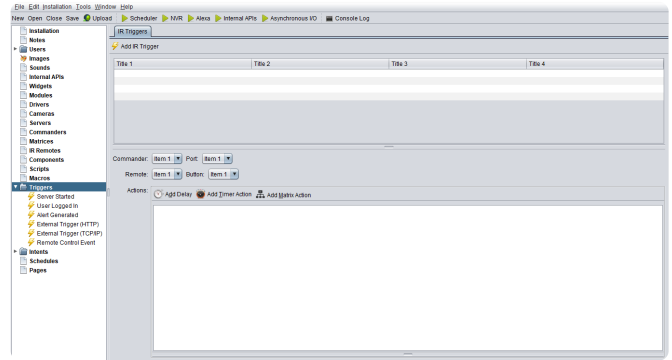 File Edit Installation Tools Window Help
New Open Close Save Upload Scheduler NVR Alexa Internal APIs Asynchronous I/O Console Log
Installation
Notes
Users
Images
Sounds
Internal APIs
Widgets
Modules
Drivers
Cameras
Servers
Commanders
Matrices
IR Remotes
Components
Scripts
Macros
Triggers
Server Started
User Logged In
Alert Generated
External Trigger (HTTP)
External Trigger (TCP/IP)
Remote Control Event
Intents
Schedules
Pages
IR Triggers
Add IR Trigger
Title 1 Title 2 Title 3 Title 4
Commander: Item 1 Port: Item 1
Remote: Item 1 Button: Item 1
Actions: Add Delay Add Timer Action Add Matrix Action